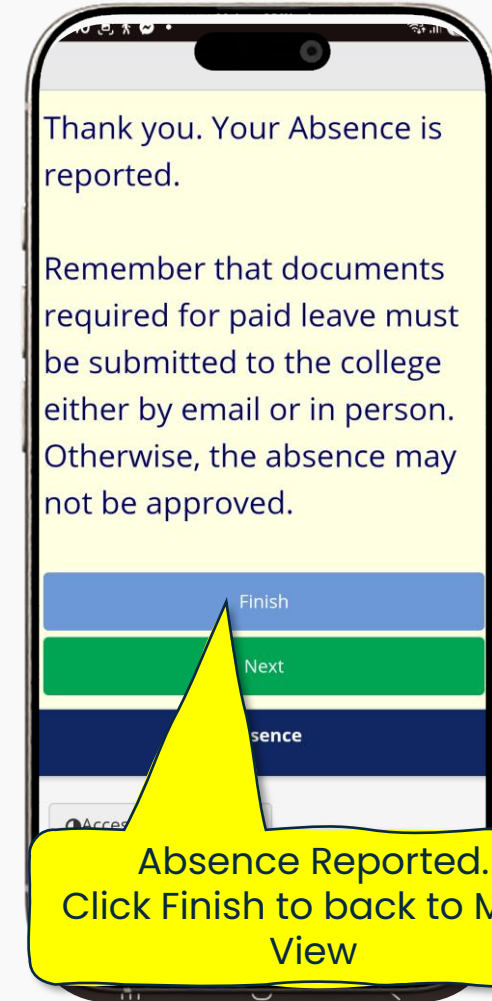 Thank you. Your Absence is
reported.
Remember that documents
required for paid leave must
be submitted to the college
either by email or in person.
Otherwise, the absence may
not be approved.
Finish
Next
sence
Acces
Absence Reported.
Click Finish to back to M
View